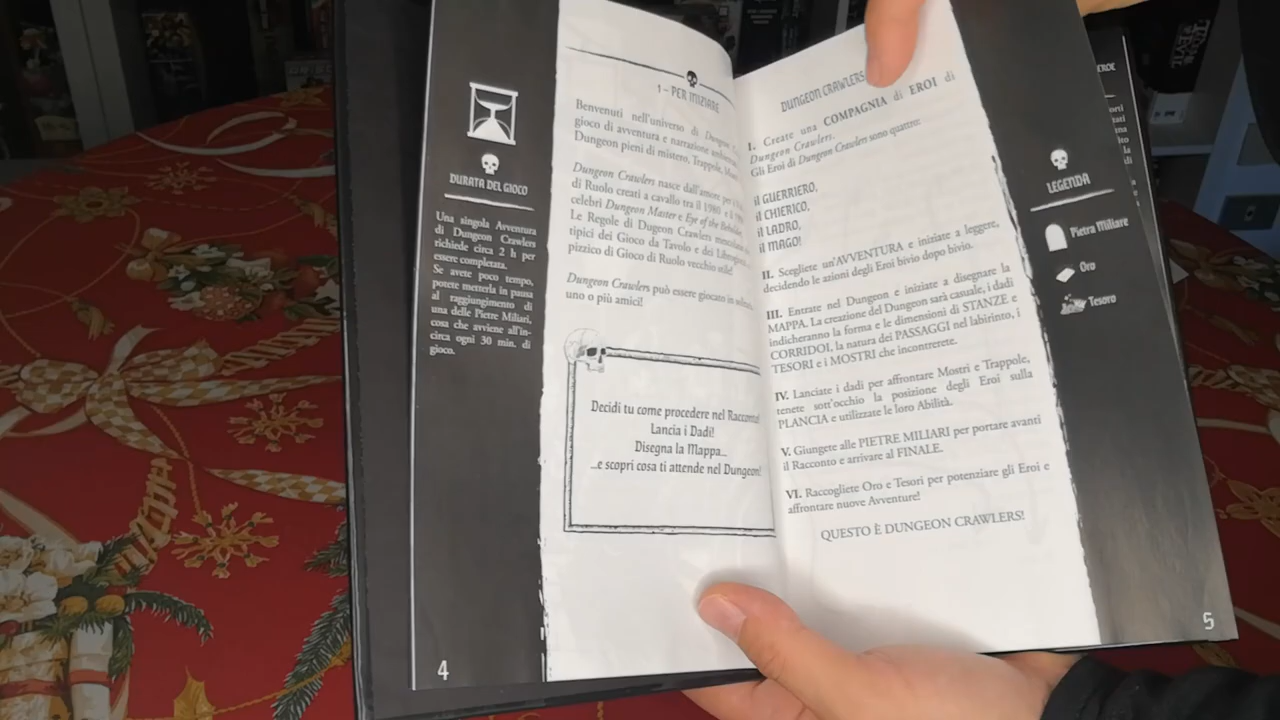 DURATA DEL GIOCO
Una singola Avventura
di Dungeon Crawlers
richiede circa 2 h per
essere completata.
Se avete poco tempo,
potete metterla in pausa
al raggiungimento di
una delle Pietre Miliari,
cosa che avviene all'in-
circa ogni 30 min. di
gioco.
4
1 - PER INIZIARE
Benvenuti nell'universo di Dungeon
gioco di avventura e narrazione
Dungeon pieni di mistero, Trappole,
Dungeon Crawlers nasce dall'amore per i
di Ruolo creati a cavallo tra il 1980 e il
celebri Dungeon Master e Eye of the
Le Regole di Dugeon Crawlers
tipici dei Gioco da Tavolo e dei
pizzico di Gioco di Ruolo vecchio stile!
Dungeon Crawlers può essere giocato in
uno o più amici!
Decidi tu come procedere nel Racconto!
Lancia i Dadi!
Disegna la Mappa...
...e scopri cosa ti attende nel Dungeon!
DUNGEON CRAWLERS
I. Create una COMPAGNIA di EROI di
Dungeon Crawlers.
Gli Eroi di Dungeon Crawlers sono quattro:
il GUERRIERO,
il CHIERICO,
il LADRO,
il MAGO!
II. Scegliete un'AVVENTURA e iniziate a leggere,
decidendo le azioni degli Eroi bivio dopo bivio.
III. Entrate nel Dungeon e iniziate a disegnare la
MAPPA. La creazione del Dungeon sarà casuale, i dadi
indicheranno la forma e le dimensioni di STANZE e
CORRIDOI, la natura dei PASSAGGI nel labirinto, i
TESORI e i MOSTRI che incontrerete.
IV. Lanciate i dadi per affrontare Mostri e Trappole,
tenete sott'occhio la posizione degli Eroi sulla
PLANCIA e utilizzate le loro Abilità.
V. Giungete alle PIETRE MILIARI per portare avanti
il Racconto e arrivare al FINALE.
VI. Raccogliete Oro e Tesori per potenziare gli Eroi e
affrontare nuove Avventure!
QUESTO È DUNGEON CRAWLERS!
LEGENDA
Pietra Miliare
Oro
Tesoro
5